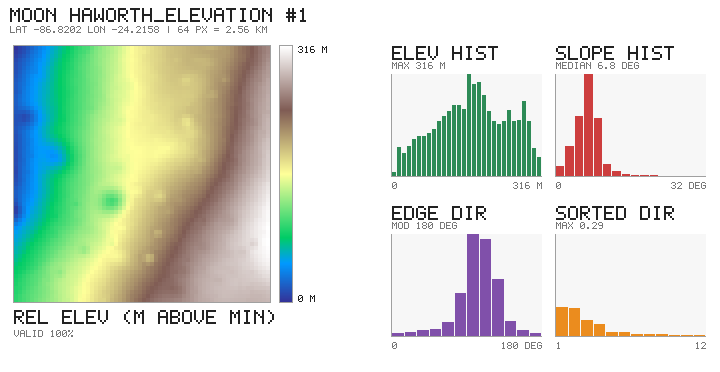 MOON HAWORTH_ELEVATION #1
LAT -86.8202 LON -24.2158 | 64 PX = 2.56 KM
316 M
0 M
REL ELEV (M ABOVE MIN)
VALID 100%
ELEV HIST
MAX 316 M
0 316 M
SLOPE HIST
MEDIAN 6.8 DEG
0 32 DEG
EDGE DIR
MOD 180 DEG
0 180 DEG
SORTED DIR
MAX 0.29
1 12